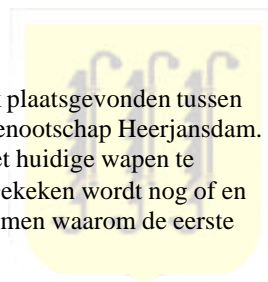 plaatsgevonden tussen
enootschap Heerjansdam.
et huidige wapen te
ekeken wordt nog of en
men waarom de eerste